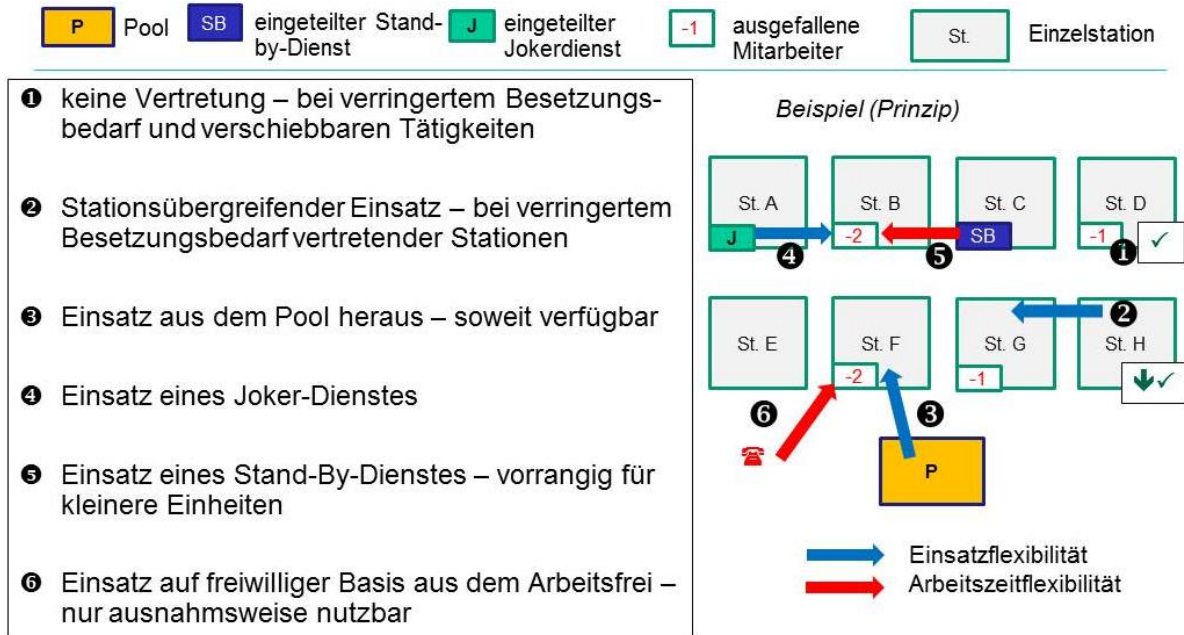 P Pool SB eingeteilter Stand- J eingeteilter -1 ausgefallene St. Einzelstation
by-Dienst Jokerdienst Mitarbeiter
❶ keine Vertretung – bei verringertem Besetzungs-
bedarf und verschiebbaren Tätigkeiten
❷ Stationsübergreifender Einsatz – bei verringertem
Besetzungsbedarf vertretender Stationen
❸ Einsatz aus dem Pool heraus – soweit verfügbar
❹ Einsatz eines Joker-Dienstes
❺ Einsatz eines Stand-By-Dienstes – vorrangig für
kleinere Einheiten
❻ Einsatz auf freiwilliger Basis aus dem Arbeitsfrei –
nur ausnahmsweise nutzbar
Beispiel (Prinzip)
St. A St. B St. C St. D
J -2 SB -1 ✓
❹ ❺ ❶
❷
St. E St. F St. G St. H
-2 -1 ✓
❻ ❸
P
Einsatzflexibilität
Arbeitszeitflexibilität